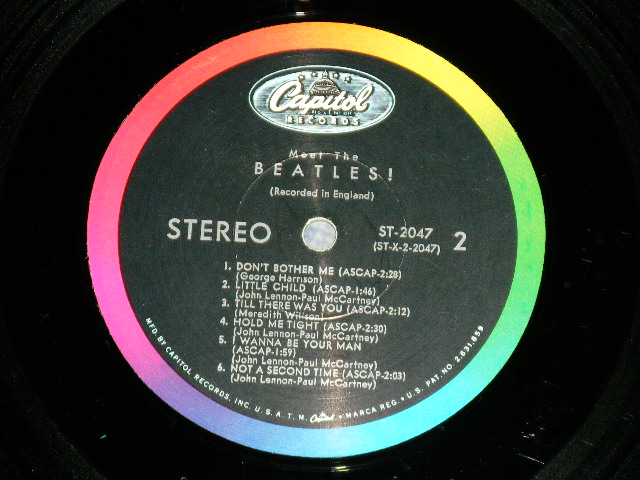 Capitol
RECORDS
Meet The
BEATLES!
(Recorded in England)
STEREO
ST-2047
(ST-X-2-2047)
2
1. DON'T BOTHER ME (ASCAP-2:28)
(George Harrison)
2. LITTLE CHILD (ASCAP-1:46)
(John Lennon-Paul McCartney)
3. TILL THERE WAS YOU (ASCAP-2:12)
(Meredith Willson)
4. HOLD ME TIGHT (ASCAP-2:30)
(John Lennon-Paul McCartney)
5. I WANNA BE YOUR MAN
(ASCAP-1:59)
(John Lennon-Paul McCartney)
6. NOT A SECOND TIME (ASCAP-2:03)
(John Lennon-Paul McCartney)
MFD. BY CAPITOL RECORDS, INC. U.S.A. T.M. Capitol • MARCA REG. • U.S. PAT. NO. 2,631,859